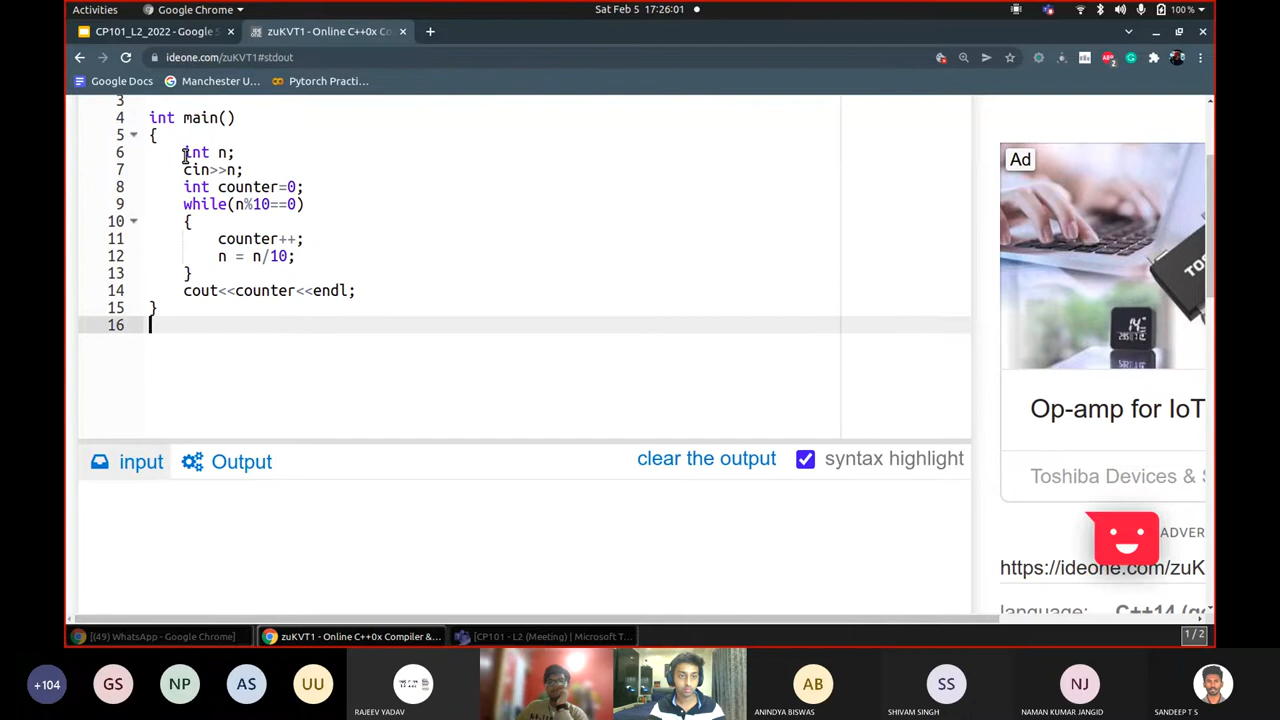 Activities
Google Chrome
Sat Feb 5 17:26:01
100 %
CP101_L2_2022 - Google S
zuKVT1 - Online C++0x Co
ideone.com/zuKVT1#stdout
Google Docs
Manchester U...
Pytorch Practi...
3
4 int main()
5 {
6 int n;
7 cin>>n;
8 int counter=0;
9 while(n%10==0)
10 {
11 counter++;
12 n = n/10;
13 }
14 cout<<counter<<endl;
15 }
16
input
Output
clear the output
syntax highlight
Ad
Op-amp for IoT
Toshiba Devices & S
ADVER
https://ideone.com/zuK
language:
C++14 (g
[(49) WhatsApp - Google Chrome]
zuKVT1 - Online C++0x Compiler &...
[CP101 - L2 (Meeting) | Microsoft T...
1 / 2
+104
GS
NP
AS
UU
RAJEEV YADAV
AB
ANINDYA BISWAS
SS
SHIVAM SINGH
NJ
NAMAN KUMAR JANGID
SANDEEP T S